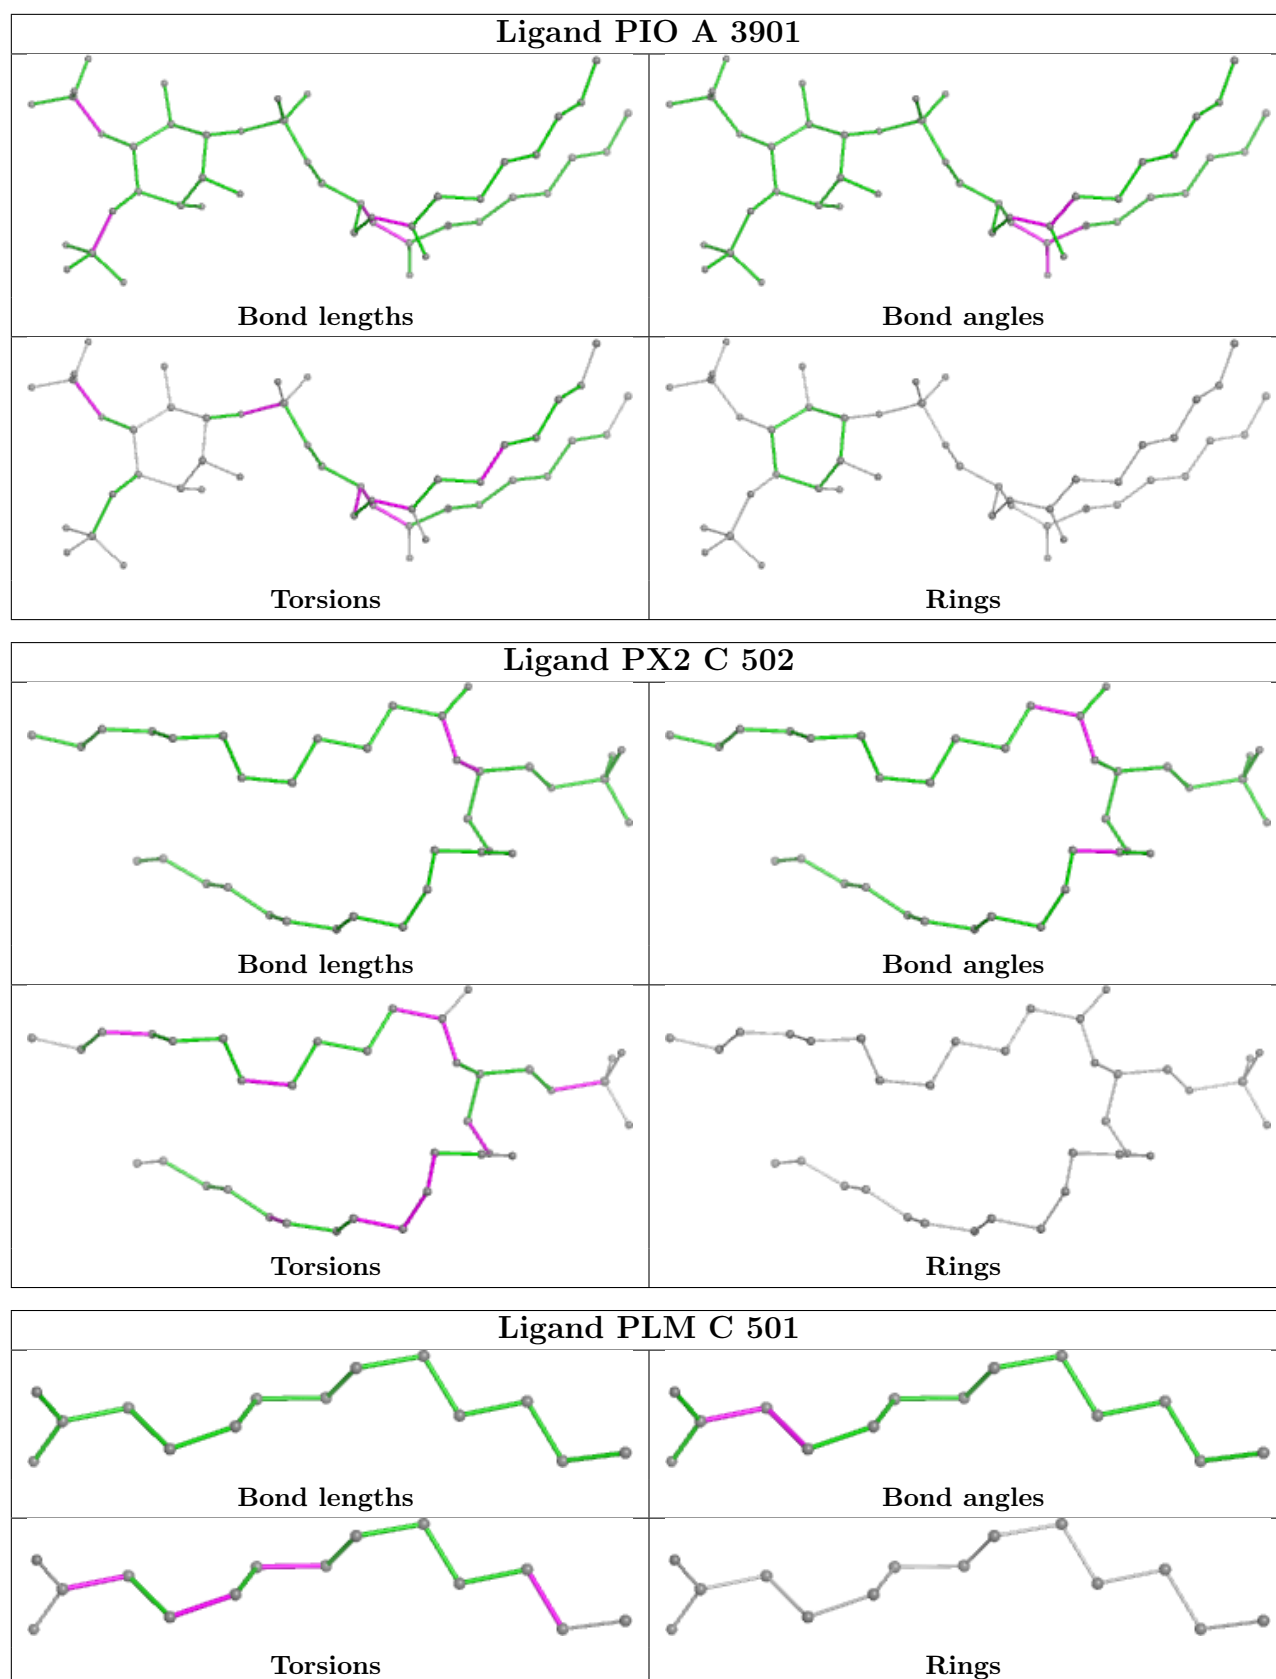 Ligand PIO A 3901
Bond lengths
Bond angles
Torsions
Rings
Ligand PX2 C 502
Bond lengths
Bond angles
Torsions
Rings
Ligand PLM C 501
Bond lengths
Bond angles
Torsions
Rings